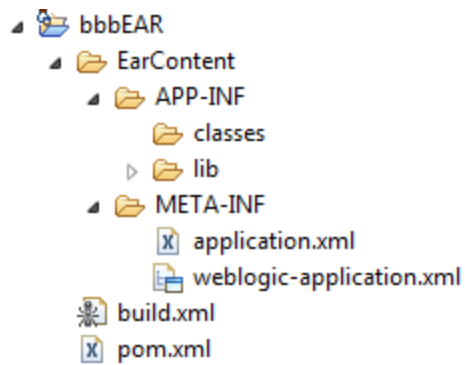 bbbEAR
EarContent
APP-INF
classes
lib
META-INF
application.xml
weblogic-application.xml
build.xml
pom.xml